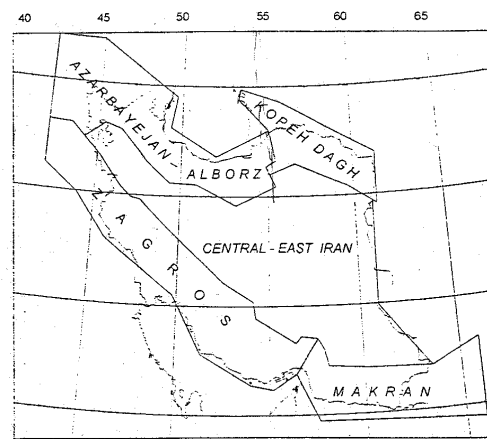 40 45 50 55 60 65
AZARBAYEJAN-
ALBORZ
KOPEH DAGH
CENTRAL - EAST IRAN
ZAGROS
MAKRAN